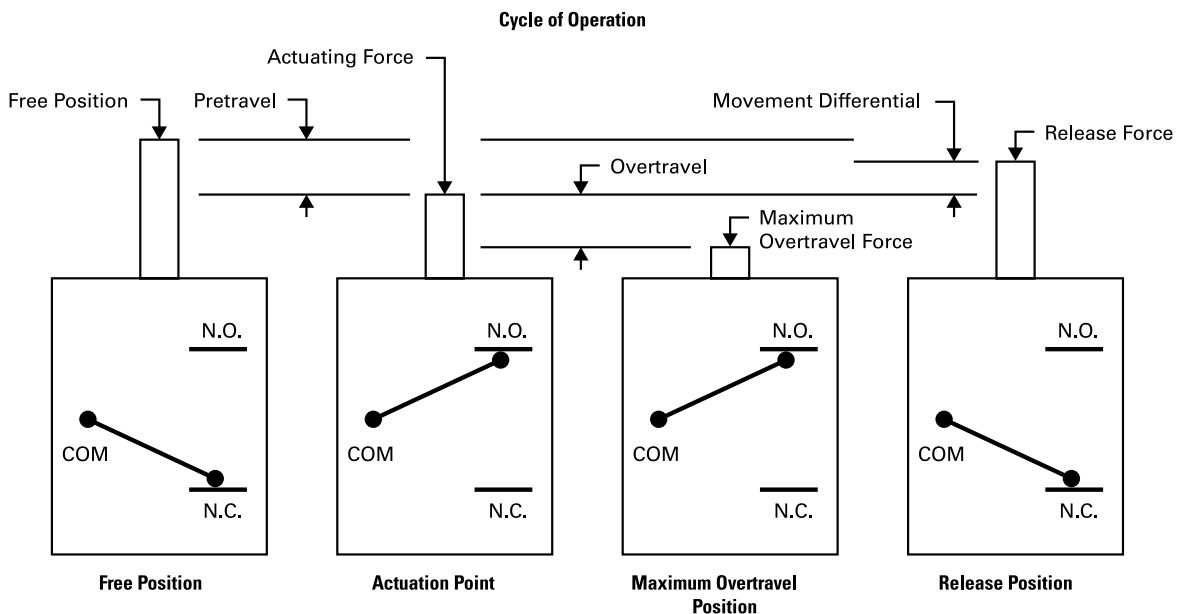 Cycle of Operation
Actuating Force
Free Position
Pretravel
Movement Differential
Release Force
Overtravel
Maximum
Overtravel Force
N.O.
COM
N.C.
N.O.
COM
N.C.
N.O.
COM
N.C.
N.O.
COM
N.C.
Free Position
Actuation Point
Maximum Overtravel
Position
Release Position